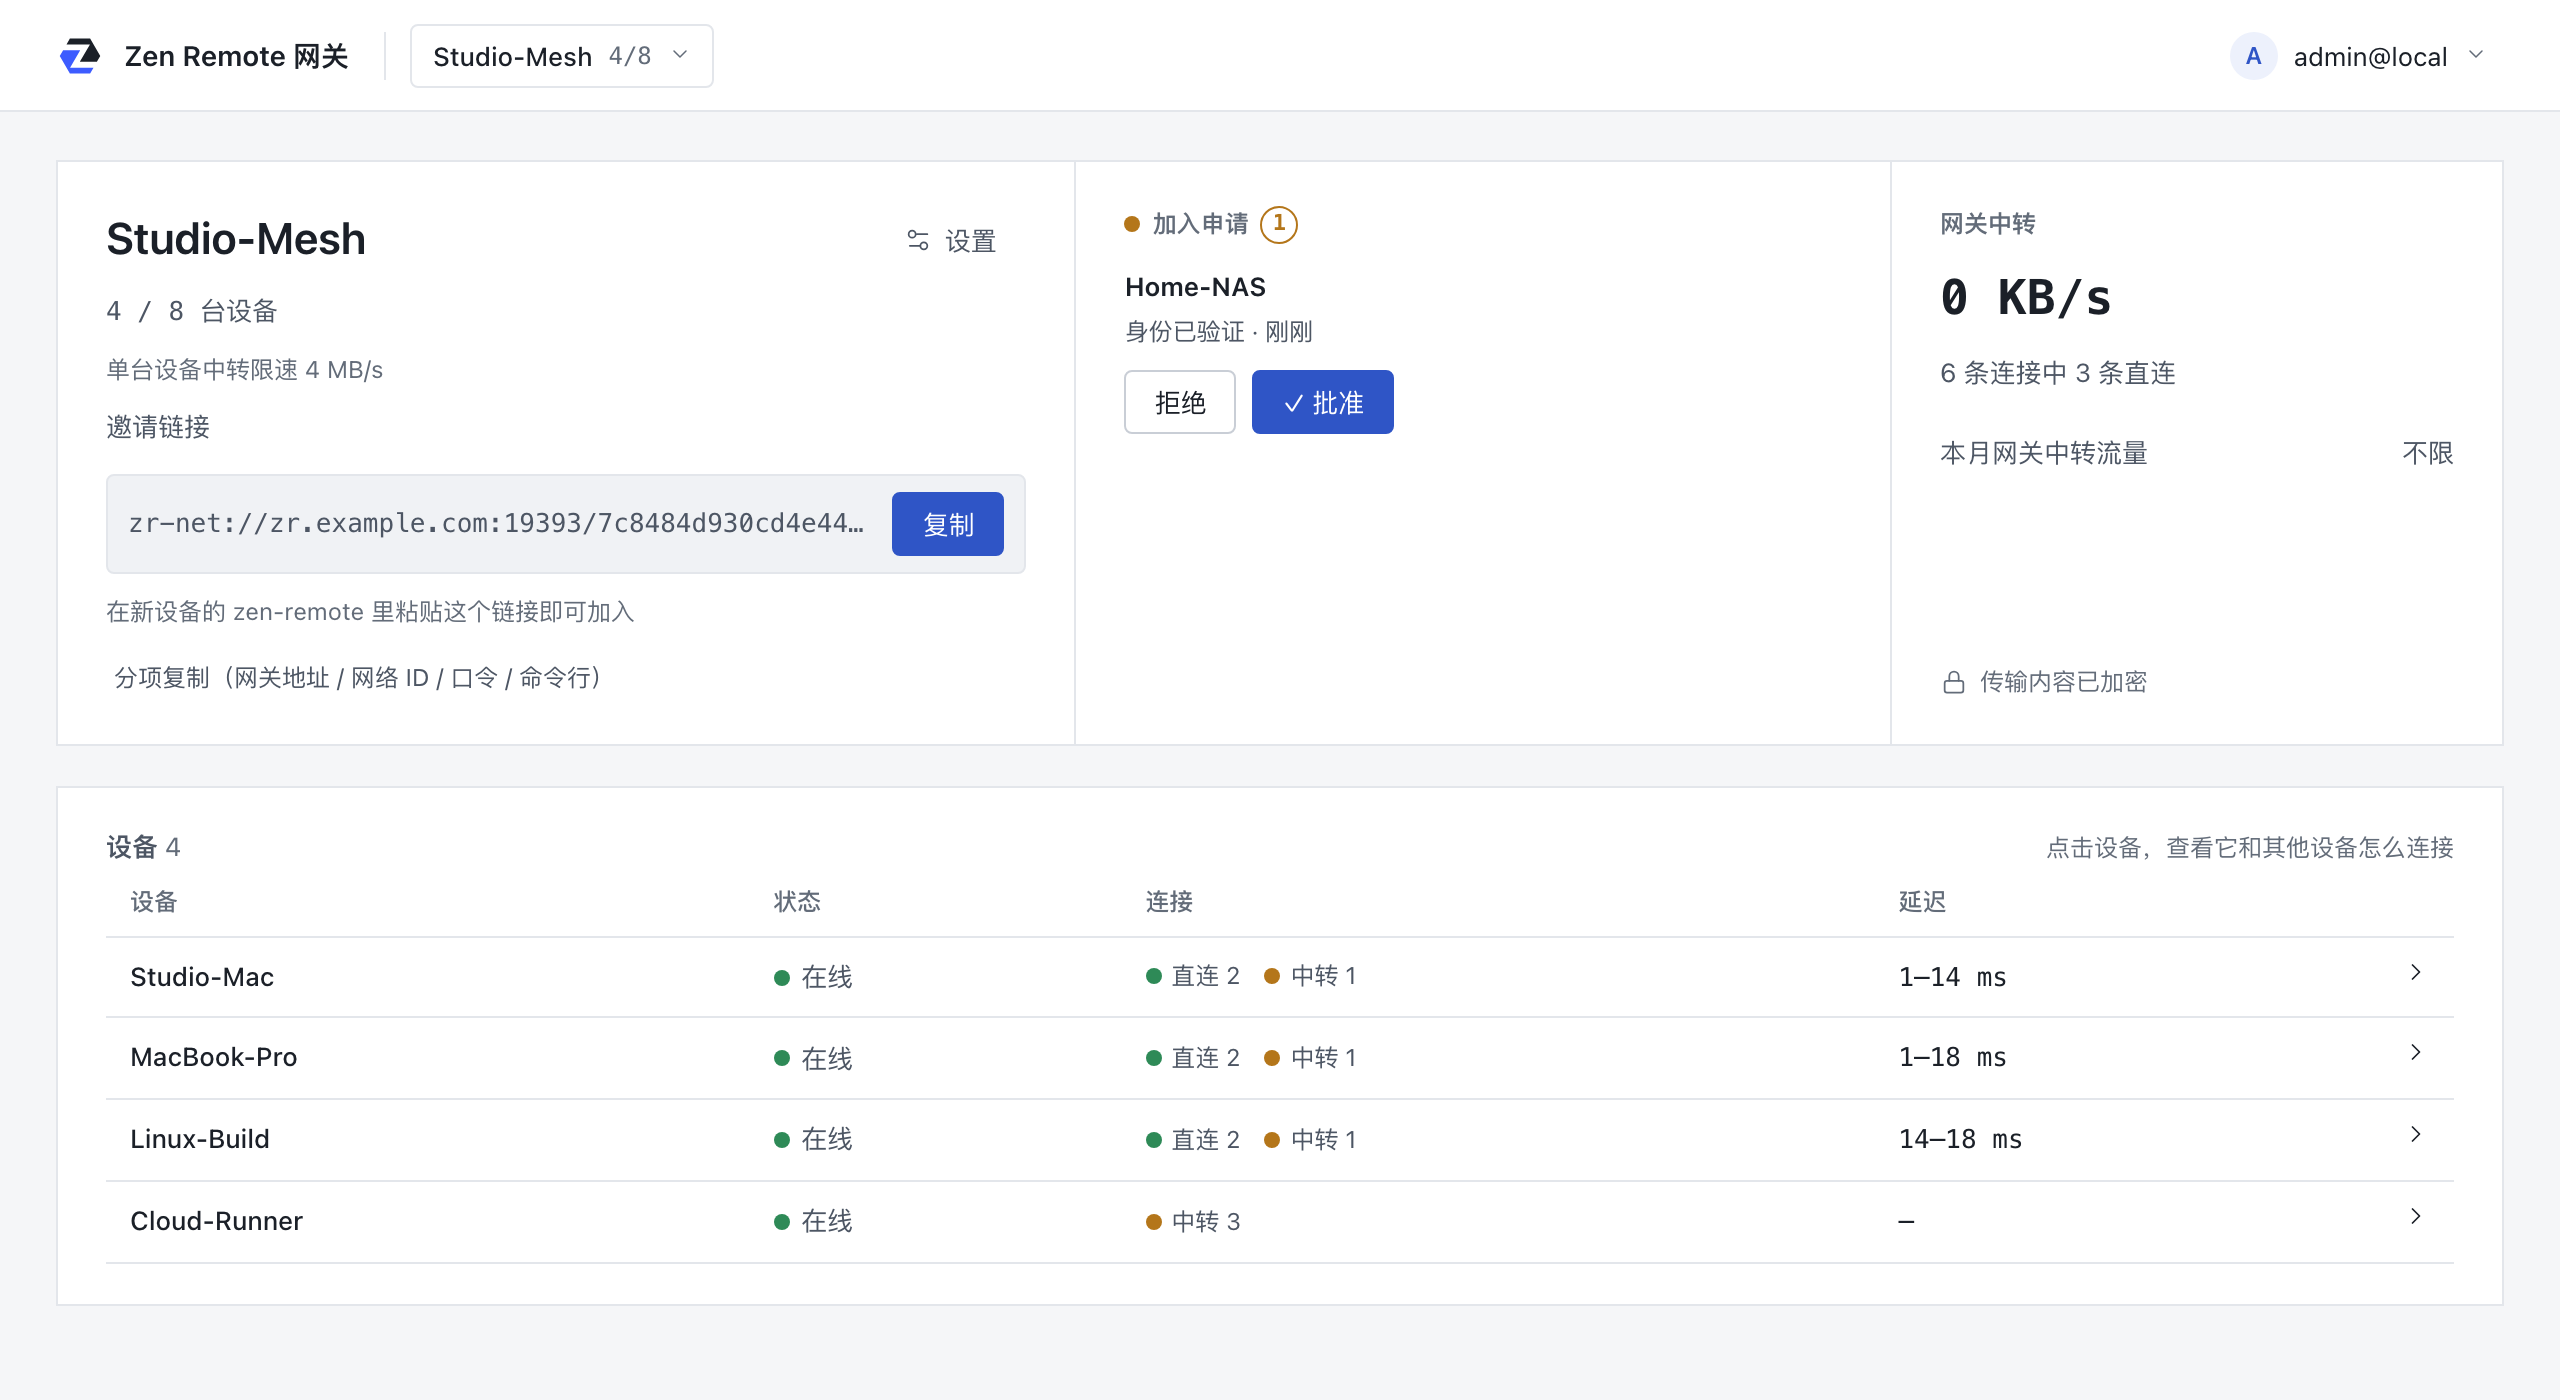 Zen Remote 网关
Studio-Mesh 4/8
A admin@local
Studio-Mesh
设置
4 / 8 台设备
单台设备中转限速 4 MB/s
邀请链接
zr-net://zr.example.com:19393/7c8484d930cd4e44…
复制
在新设备的 zen-remote 里粘贴这个链接即可加入
分项复制（网关地址 / 网络 ID / 口令 / 命令行）
加入申请 1
Home-NAS
身份已验证 · 刚刚
拒绝
✓ 批准
网关中转
0 KB/s
6 条连接中 3 条直连
本月网关中转流量 不限
传输内容已加密
设备 4
点击设备，查看它和其他设备怎么连接
设备 状态 连接 延迟
Studio-Mac 在线 直连 2 中转 1 1–14 ms
MacBook-Pro 在线 直连 2 中转 1 1–18 ms
Linux-Build 在线 直连 2 中转 1 14–18 ms
Cloud-Runner 在线 中转 3 –